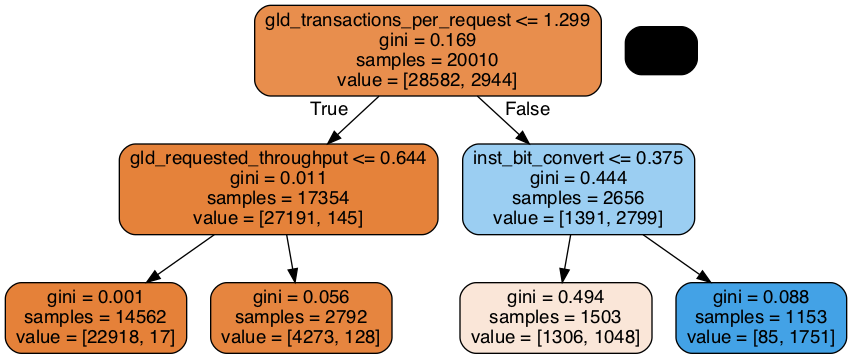 gld_transactions_per_request <= 1.299
gini = 0.169
samples = 20010
value = [28582, 2944]
True
False
gld_requested_throughput <= 0.644
gini = 0.011
samples = 17354
value = [27191, 145]
inst_bit_convert <= 0.375
gini = 0.444
samples = 2656
value = [1391, 2799]
gini = 0.001
samples = 14562
value = [22918, 17]
gini = 0.056
samples = 2792
value = [4273, 128]
gini = 0.494
samples = 1503
value = [1306, 1048]
gini = 0.088
samples = 1153
value = [85, 1751]